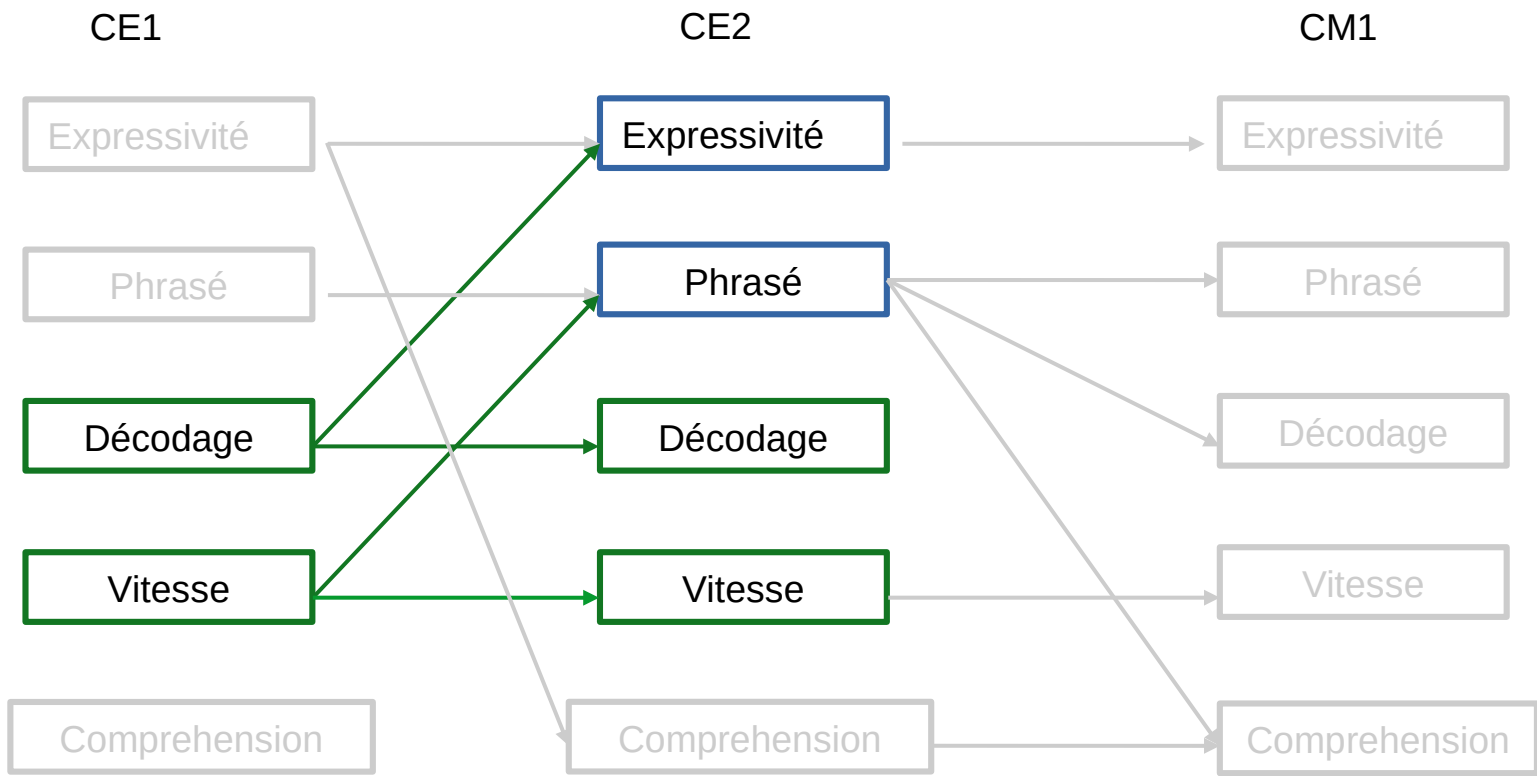 CE1
CE2
CM1
Expressivité
Expressivité
Expressivité
Phrasé
Phrasé
Phrasé
Décodage
Décodage
Décodage
Vitesse
Vitesse
Vitesse
Comprehension
Comprehension
Comprehension